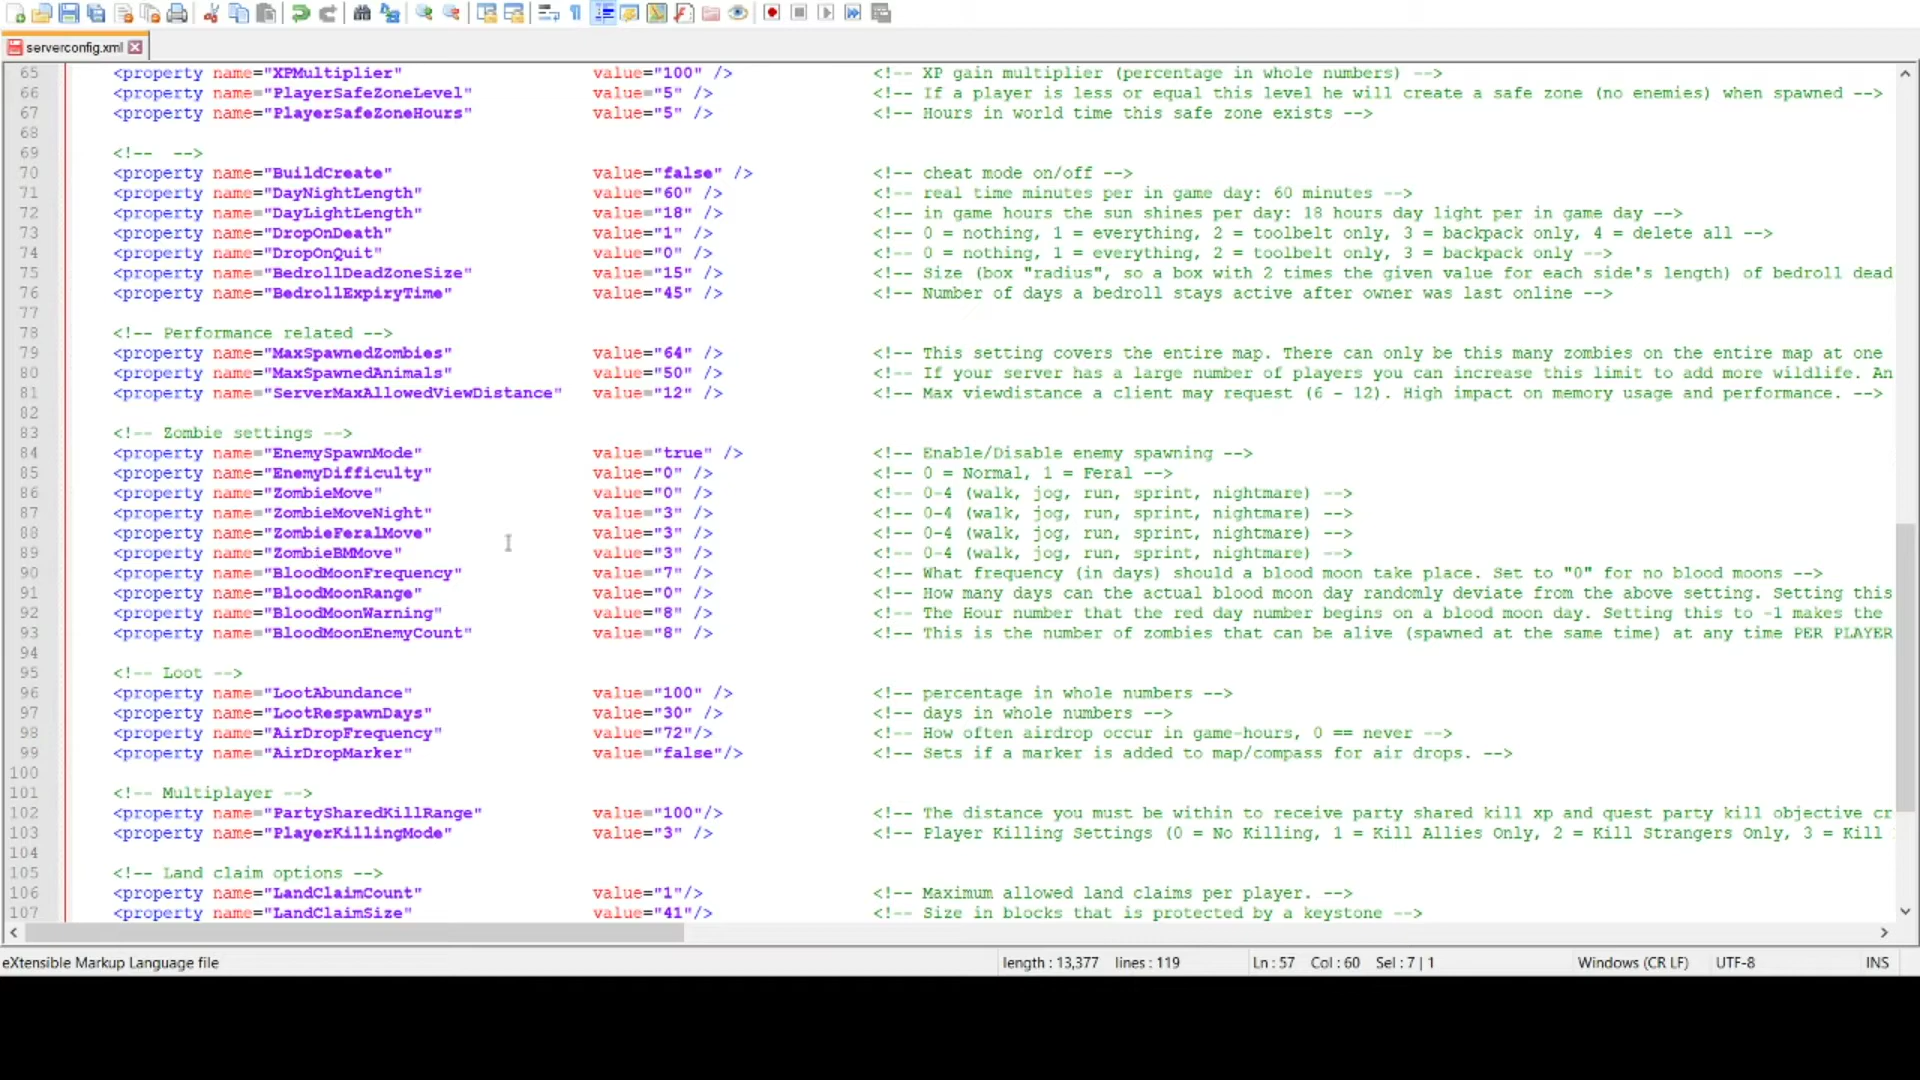 serverconfig.xml
65 <property name="XPMultiplier" value="100" /> <!-- XP gain multiplier (percentage in whole numbers) -->
66 <property name="PlayerSafeZoneLevel" value="5" /> <!-- If a player is less or equal this level he will create a safe zone (no enemies) when spawned -->
67 <property name="PlayerSafeZoneHours" value="5" /> <!-- Hours in world time this safe zone exists -->
68
69 <!-- -->
70 <property name="BuildCreate" value="false" /> <!-- cheat mode on/off -->
71 <property name="DayNightLength" value="60" /> <!-- real time minutes per in game day: 60 minutes -->
72 <property name="DayLightLength" value="18" /> <!-- in game hours the sun shines per day: 18 hours day light per in game day -->
73 <property name="DropOnDeath" value="1" /> <!-- 0 = nothing, 1 = everything, 2 = toolbelt only, 3 = backpack only, 4 = delete all -->
74 <property name="DropOnQuit" value="0" /> <!-- 0 = nothing, 1 = everything, 2 = toolbelt only, 3 = backpack only -->
75 <property name="BedrollDeadZoneSize" value="15" /> <!-- Size (box "radius", so a box with 2 times the given value for each side's length) of bedroll dead
76 <property name="BedrollExpiryTime" value="45" /> <!-- Number of days a bedroll stays active after owner was last online -->
77
78 <!-- Performance related -->
79 <property name="MaxSpawnedZombies" value="64" /> <!-- This setting covers the entire map. There can only be this many zombies on the entire map at one
80 <property name="MaxSpawnedAnimals" value="50" /> <!-- If your server has a large number of players you can increase this limit to add more wildlife. An
81 <property name="ServerMaxAllowedViewDistance" value="12" /> <!-- Max viewdistance a client may request (6 - 12). High impact on memory usage and performance. -->
82
83 <!-- Zombie settings -->
84 <property name="EnemySpawnMode" value="true" /> <!-- Enable/Disable enemy spawning -->
85 <property name="EnemyDifficulty" value="0" /> <!-- 0 = Normal, 1 = Feral -->
86 <property name="ZombieMove" value="0" /> <!-- 0-4 (walk, jog, run, sprint, nightmare) -->
87 <property name="ZombieMoveNight" value="3" /> <!-- 0-4 (walk, jog, run, sprint, nightmare) -->
88 <property name="ZombieFeralMove" value="3" /> <!-- 0-4 (walk, jog, run, sprint, nightmare) -->
89 <property name="ZombieBMMove" value="3" /> <!-- 0-4 (walk, jog, run, sprint, nightmare) -->
90 <property name="BloodMoonFrequency" value="7" /> <!-- What frequency (in days) should a blood moon take place. Set to "0" for no blood moons -->
91 <property name="BloodMoonRange" value="0" /> <!-- How many days can the actual blood moon day randomly deviate from the above setting. Setting this
92 <property name="BloodMoonWarning" value="8" /> <!-- The Hour number that the red day number begins on a blood moon day. Setting this to -1 makes the
93 <property name="BloodMoonEnemyCount" value="8" /> <!-- This is the number of zombies that can be alive (spawned at the same time) at any time PER PLAYER
94
95 <!-- Loot -->
96 <property name="LootAbundance" value="100" /> <!-- percentage in whole numbers -->
97 <property name="LootRespawnDays" value="30" /> <!-- days in whole numbers -->
98 <property name="AirDropFrequency" value="72"/> <!-- How often airdrop occur in game-hours, 0 == never -->
99 <property name="AirDropMarker" value="false"/> <!-- Sets if a marker is added to map/compass for air drops. -->
100
101 <!-- Multiplayer -->
102 <property name="PartySharedKillRange" value="100"/> <!-- The distance you must be within to receive party shared kill xp and quest party kill objective cr
103 <property name="PlayerKillingMode" value="3" /> <!-- Player Killing Settings (0 = No Killing, 1 = Kill Allies Only, 2 = Kill Strangers Only, 3 = Kill
104
105 <!-- Land claim options -->
106 <property name="LandClaimCount" value="1"/> <!-- Maximum allowed land claims per player. -->
107 <property name="LandClaimSize" value="41"/> <!-- Size in blocks that is protected by a keystone -->
eXtensible Markup Language file length : 13,377 lines : 119 Ln : 57 Col : 60 Sel : 7 | 1 Windows (CR LF) UTF-8 INS